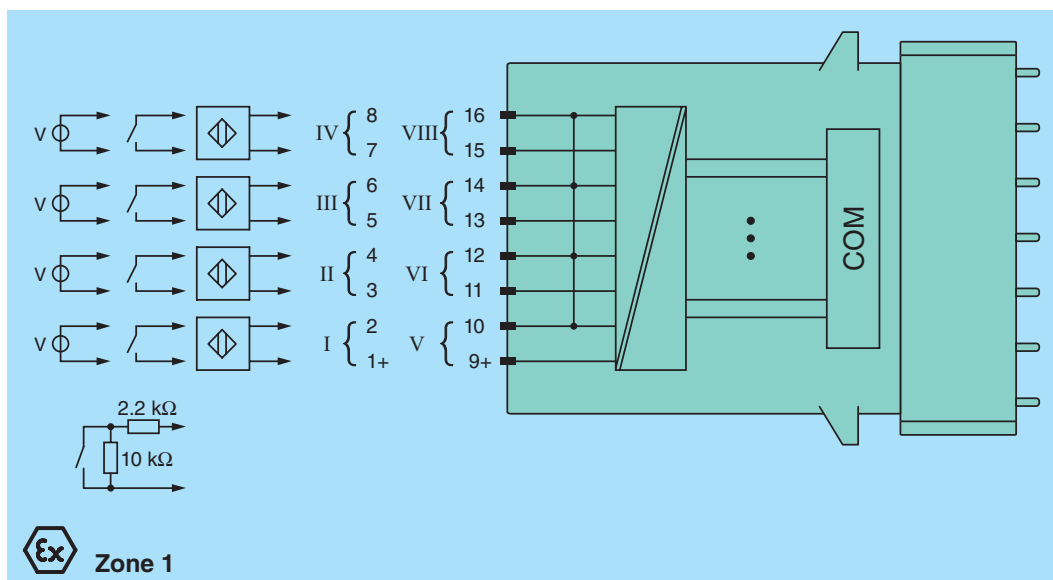 V IV 8 7 VIII 16 15
V III 6 5 VII 14 13
V II 4 3 VI 12 11
V I 2 1+ V 10 9+
COM
2.2 kΩ
10 kΩ
Ex Zone 1